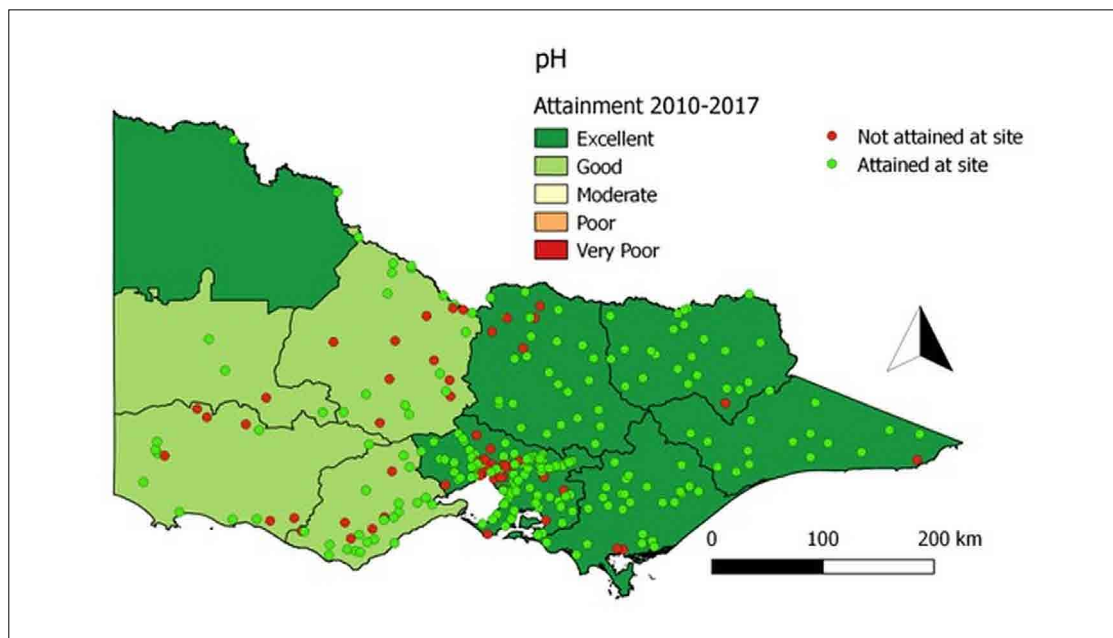 pH
Attainment 2010-2017
Excellent
Good
Moderate
Poor
Very Poor
Not attained at site
Attained at site
0 100 200 km